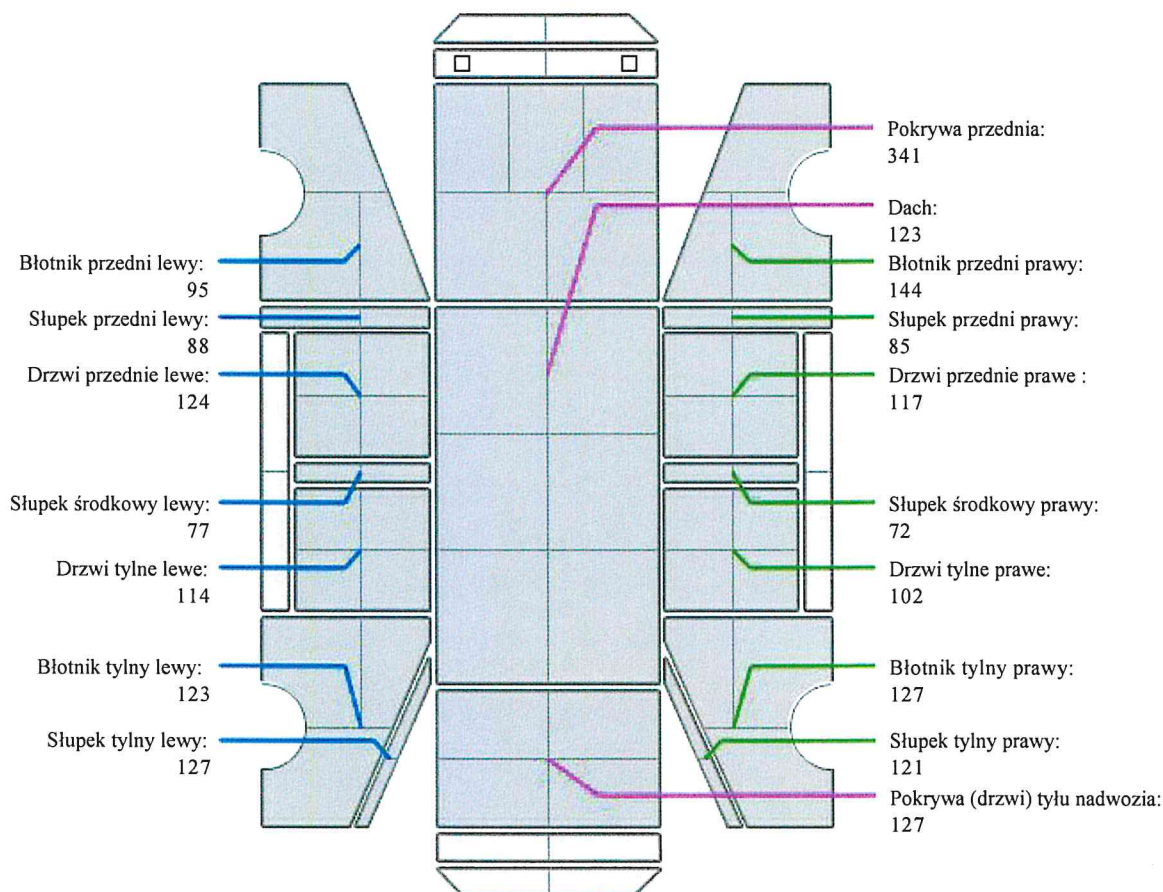 Pokrywa przednia:
341
Dach:
123
Błotnik przedni lewy:
95
Błotnik przedni prawy:
144
Słupek przedni lewy:
88
Słupek przedni prawy:
85
Drzwi przednie lewe:
124
Drzwi przednie prawe :
117
Słupek środkowy lewy:
77
Słupek środkowy prawy:
72
Drzwi tylne lewe:
114
Drzwi tylne prawe:
102
Błotnik tylny lewy:
123
Błotnik tylny prawy:
127
Słupek tylny lewy:
127
Słupek tylny prawy:
121
Pokrywa (drzwi) tyłu nadwozia:
127